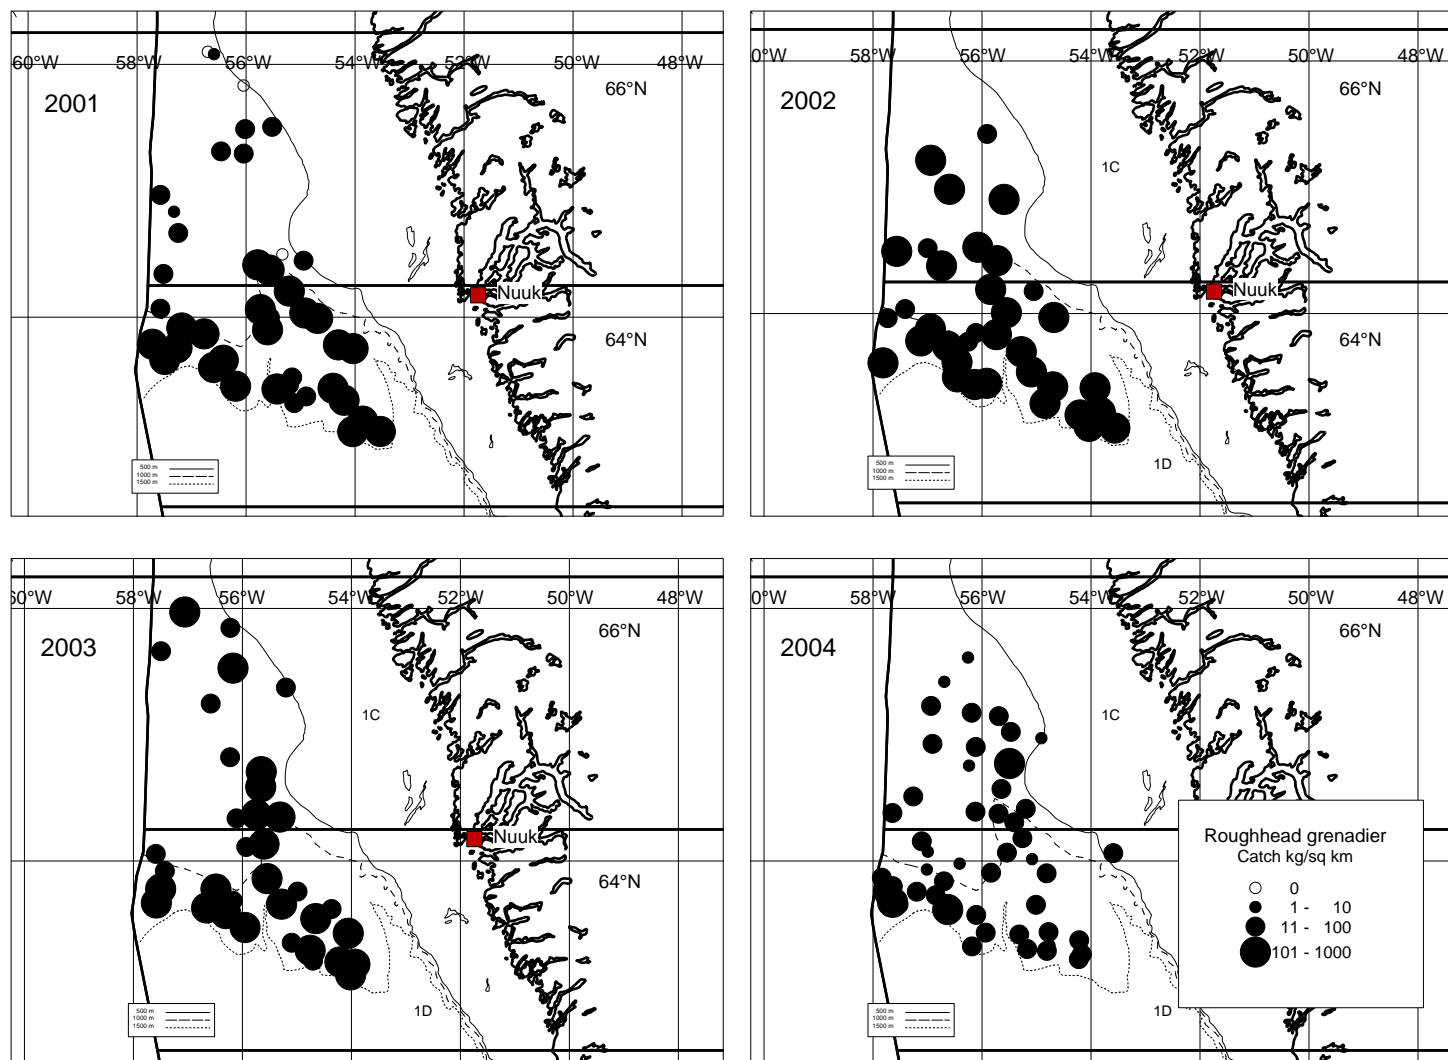 60°W 58°W 56°W 54°W 52°W 50°W
66°N
2001
Nuuk
64°N
500 m
1000 m
1500 m
0°W 58°W 56°W 54°W 52°W 50°W 48°W
66°N
2002
1C
Nuuk
64°N
1D
500 m
1000 m
1500 m
60°W 58°W 56°W 54°W 52°W 50°W 48°W
66°N
2003
1C
Nuuk
64°N
1D
500 m
1000 m
1500 m
0°W 58°W 56°W 54°W 52°W 50°W 48°W
66°N
2004
1C
1D
500 m
1000 m
1500 m
Roughhead grenadier
Catch kg/sq km
0
1 - 10
11 - 100
101 - 1000